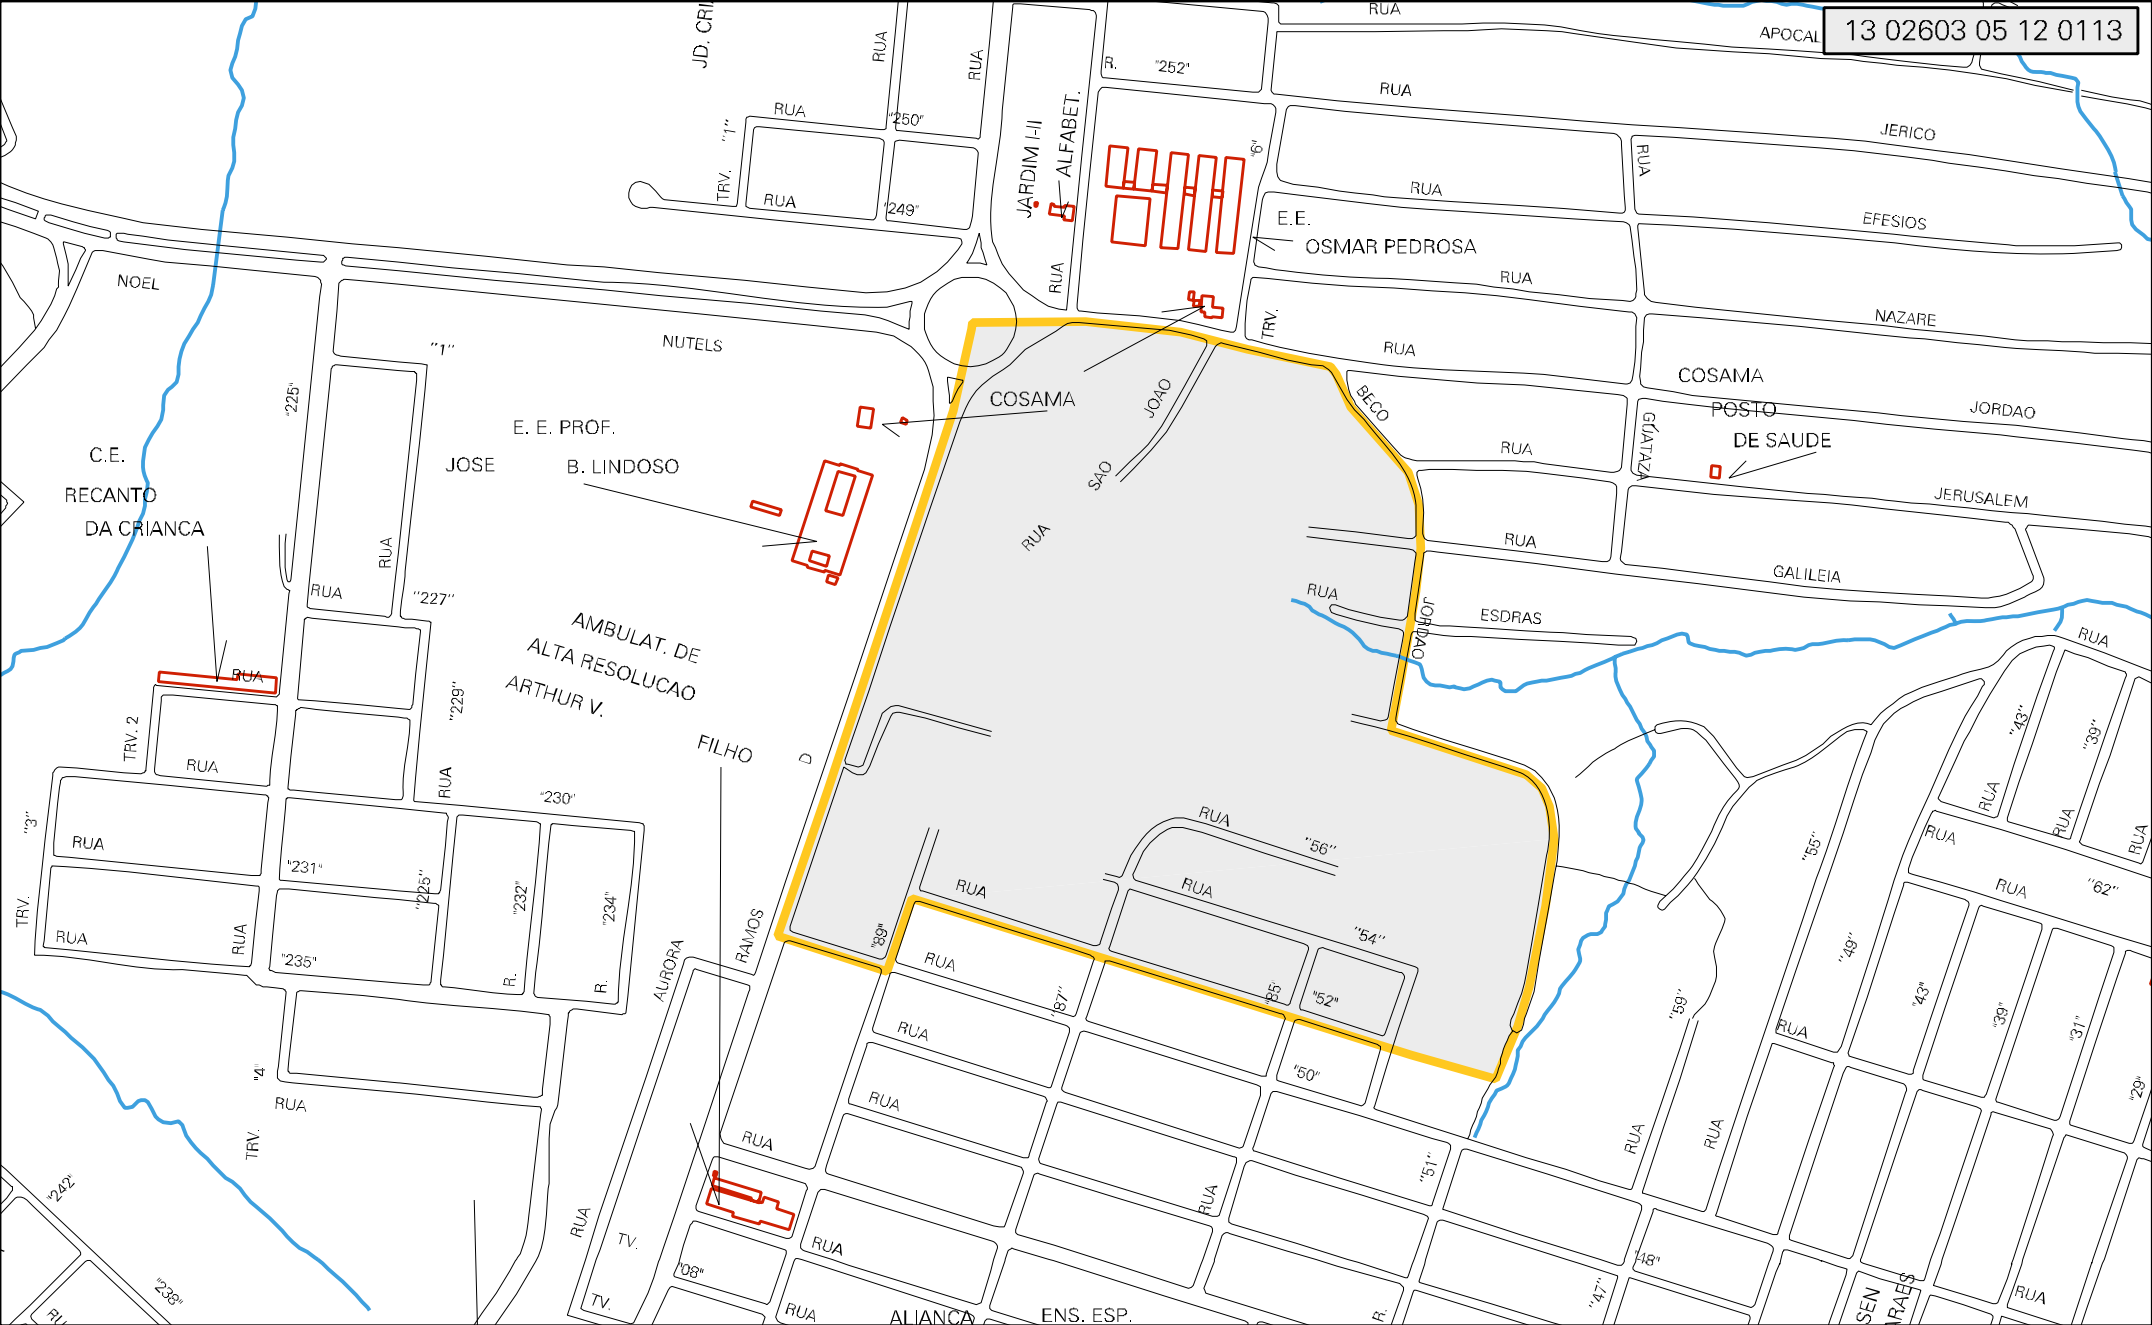 RUA
13 02603 05 12 0113
APOCAL
JD. CRI
RUA
RUA
R. "252"
RUA
JERICO
RUA
"250"
"1"
TRV.
RUA
"249"
JARDIM I-II
ALFABET.
"6"
RUA
RUA
EFESIOS
E.E.
OSMAR PEDROSA
RUA
RUA
NAZARE
NOEL
NUTELS
TRV.
RUA
JORDAO
"1"
"225"
COSAMA
JOAO
SAO
RUA
BECO
COSAMA
POSTO
DE SAUDE
GUATAZA
RUA
JERUSALEM
E. E. PROF.
JOSE B. LINDOSO
C.E.
RECANTO
DA CRIANCA
RUA
RUA
GALILEIA
RUA
"227"
RUA
ESDRAS
JORDAO
AMBULAT. DE
ALTA RESOLUCAO
ARTHUR V.
FILHO
RUA
RUA
"229"
RUA
TRV. 2
RUA
"230"
D
RAMOS
"43"
"39"
RUA
RUA
RUA
RUA
"3"
TRV.
RUA
"231"
"225"
"232"
R.
"234"
R.
RUA
"56"
RUA
RUA
"54"
"55"
RUA
"62"
RUA
RUA
"235"
AURORA
"89"
RUA
"87"
"85"
"52"
"49"
"43"
"39"
"31"
"29"
"59"
RUA
RUA
"50"
RUA
"4"
RUA
TRV.
RUA
"51"
RUA
RUA
"242"
"238"
RUA
TV.
TV.
"08"
RUA
RUA
RUA
"48"
"47"
R.
RUA
ALIANCA
ENS. ESP.
SEN
ARAES
RUA